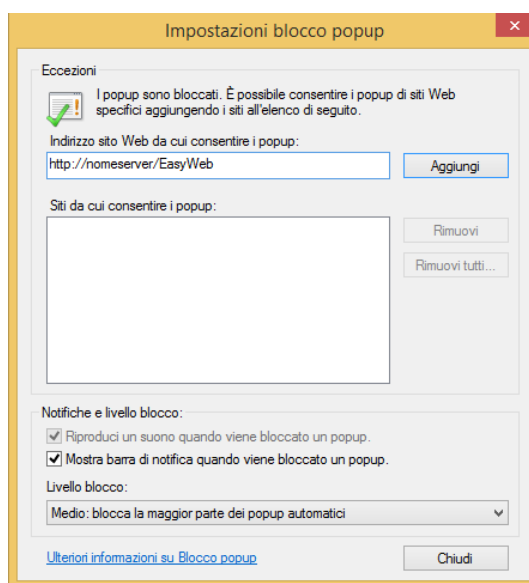 Impostazioni blocco popup
Eccezioni
I popup sono bloccati. È possibile consentire i popup di siti Web
specifici aggiungendo i siti all'elenco di seguito.
Indirizzo sito Web da cui consentire i popup:
http://nomeserver/EasyWeb
Aggiungi
Siti da cui consentire i popup:
Rimuovi
Rimuovi tutti...
Notifiche e livello blocco:
Riproduci un suono quando viene bloccato un popup.
Mostra barra di notifica quando viene bloccato un popup.
Livello blocco:
Medio: blocca la maggior parte dei popup automatici
Ulteriori informazioni su Blocco popup
Chiudi